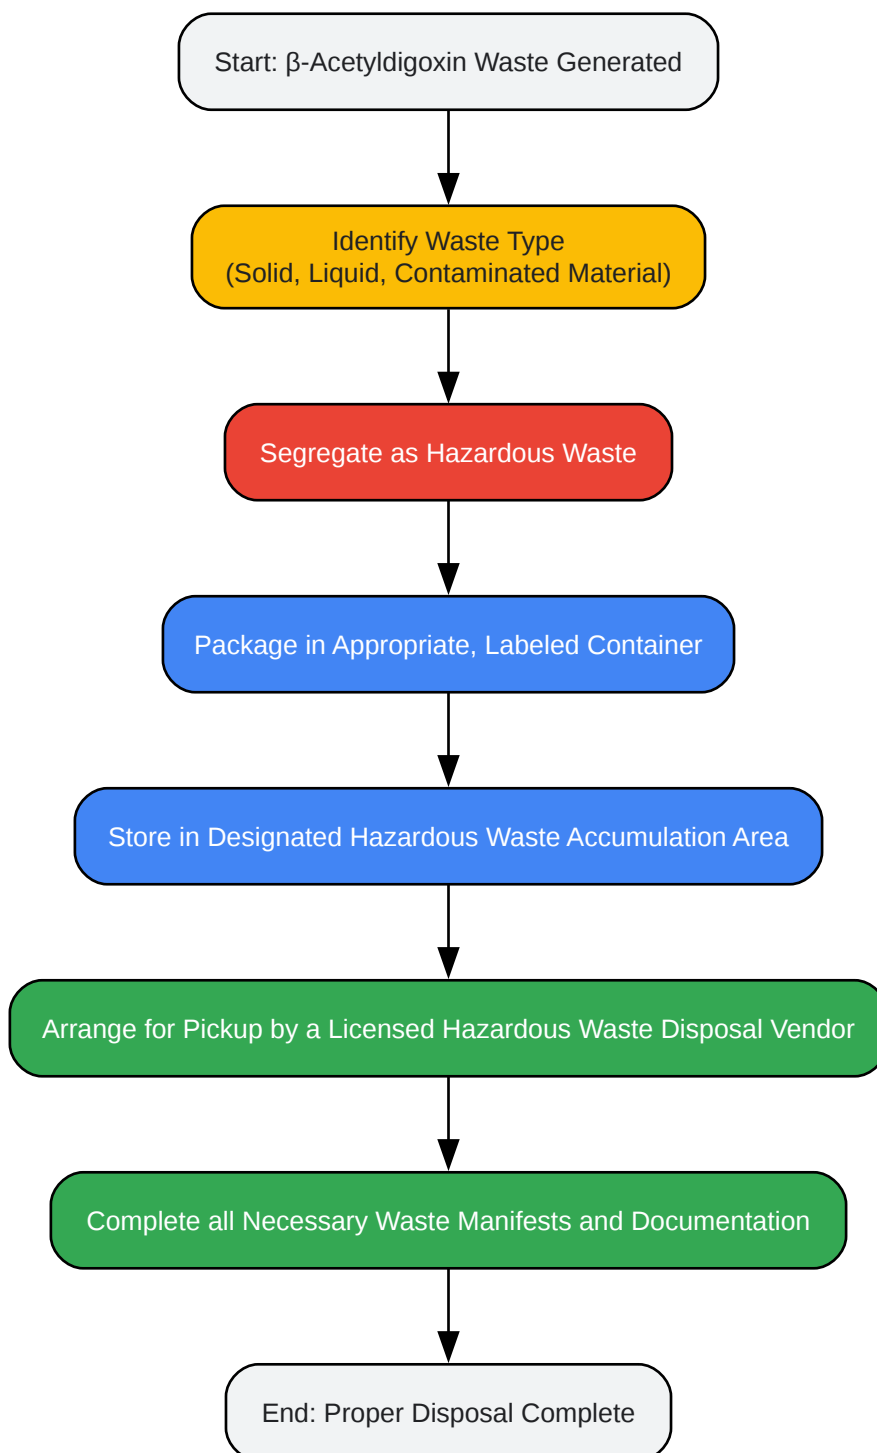 Start: β-Acetyldigoxin Waste Generated
Identify Waste Type
(Solid, Liquid, Contaminated Material)
Segregate as Hazardous Waste
Package in Appropriate, Labeled Container
Store in Designated Hazardous Waste Accumulation Area
Arrange for Pickup by a Licensed Hazardous Waste Disposal Vendor
Complete all Necessary Waste Manifests and Documentation
End: Proper Disposal Complete